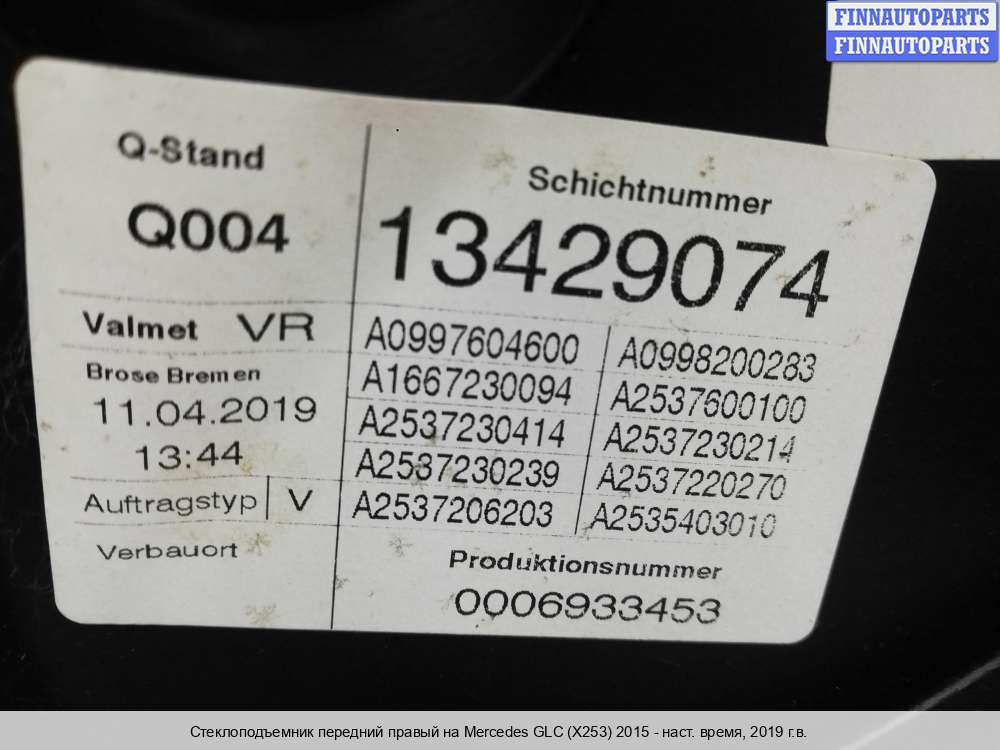 FINNAUTOPARTS
FINNAUTOPARTS
Q-Stand
Q004
Schichtnummer
13429074
Valmet VR
Brose Bremen
11.04.2019
13:44
Auftragstyp V
Verbauort
A0997604600 A0998200283
A1667230094 A2537600100
A2537230414 A2537230214
A2537230239 A2537220270
A2537206203 A2535403010
Produktionsnummer
0006933453
Стеклоподъемник передний правый на Mercedes GLC (X253) 2015 - наст. время, 2019 г.в.